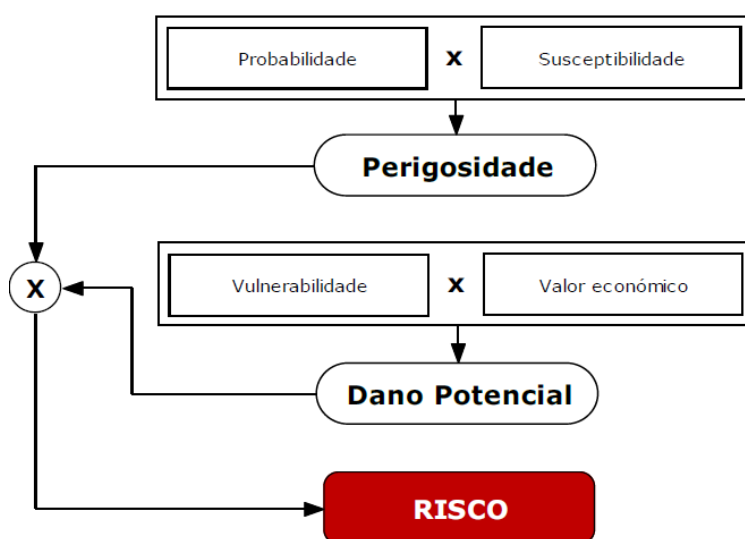 Probabilidade x Susceptibilidade
Perigosidade
Vulnerabilidade x Valor económico
X
Dano Potencial
RISCO